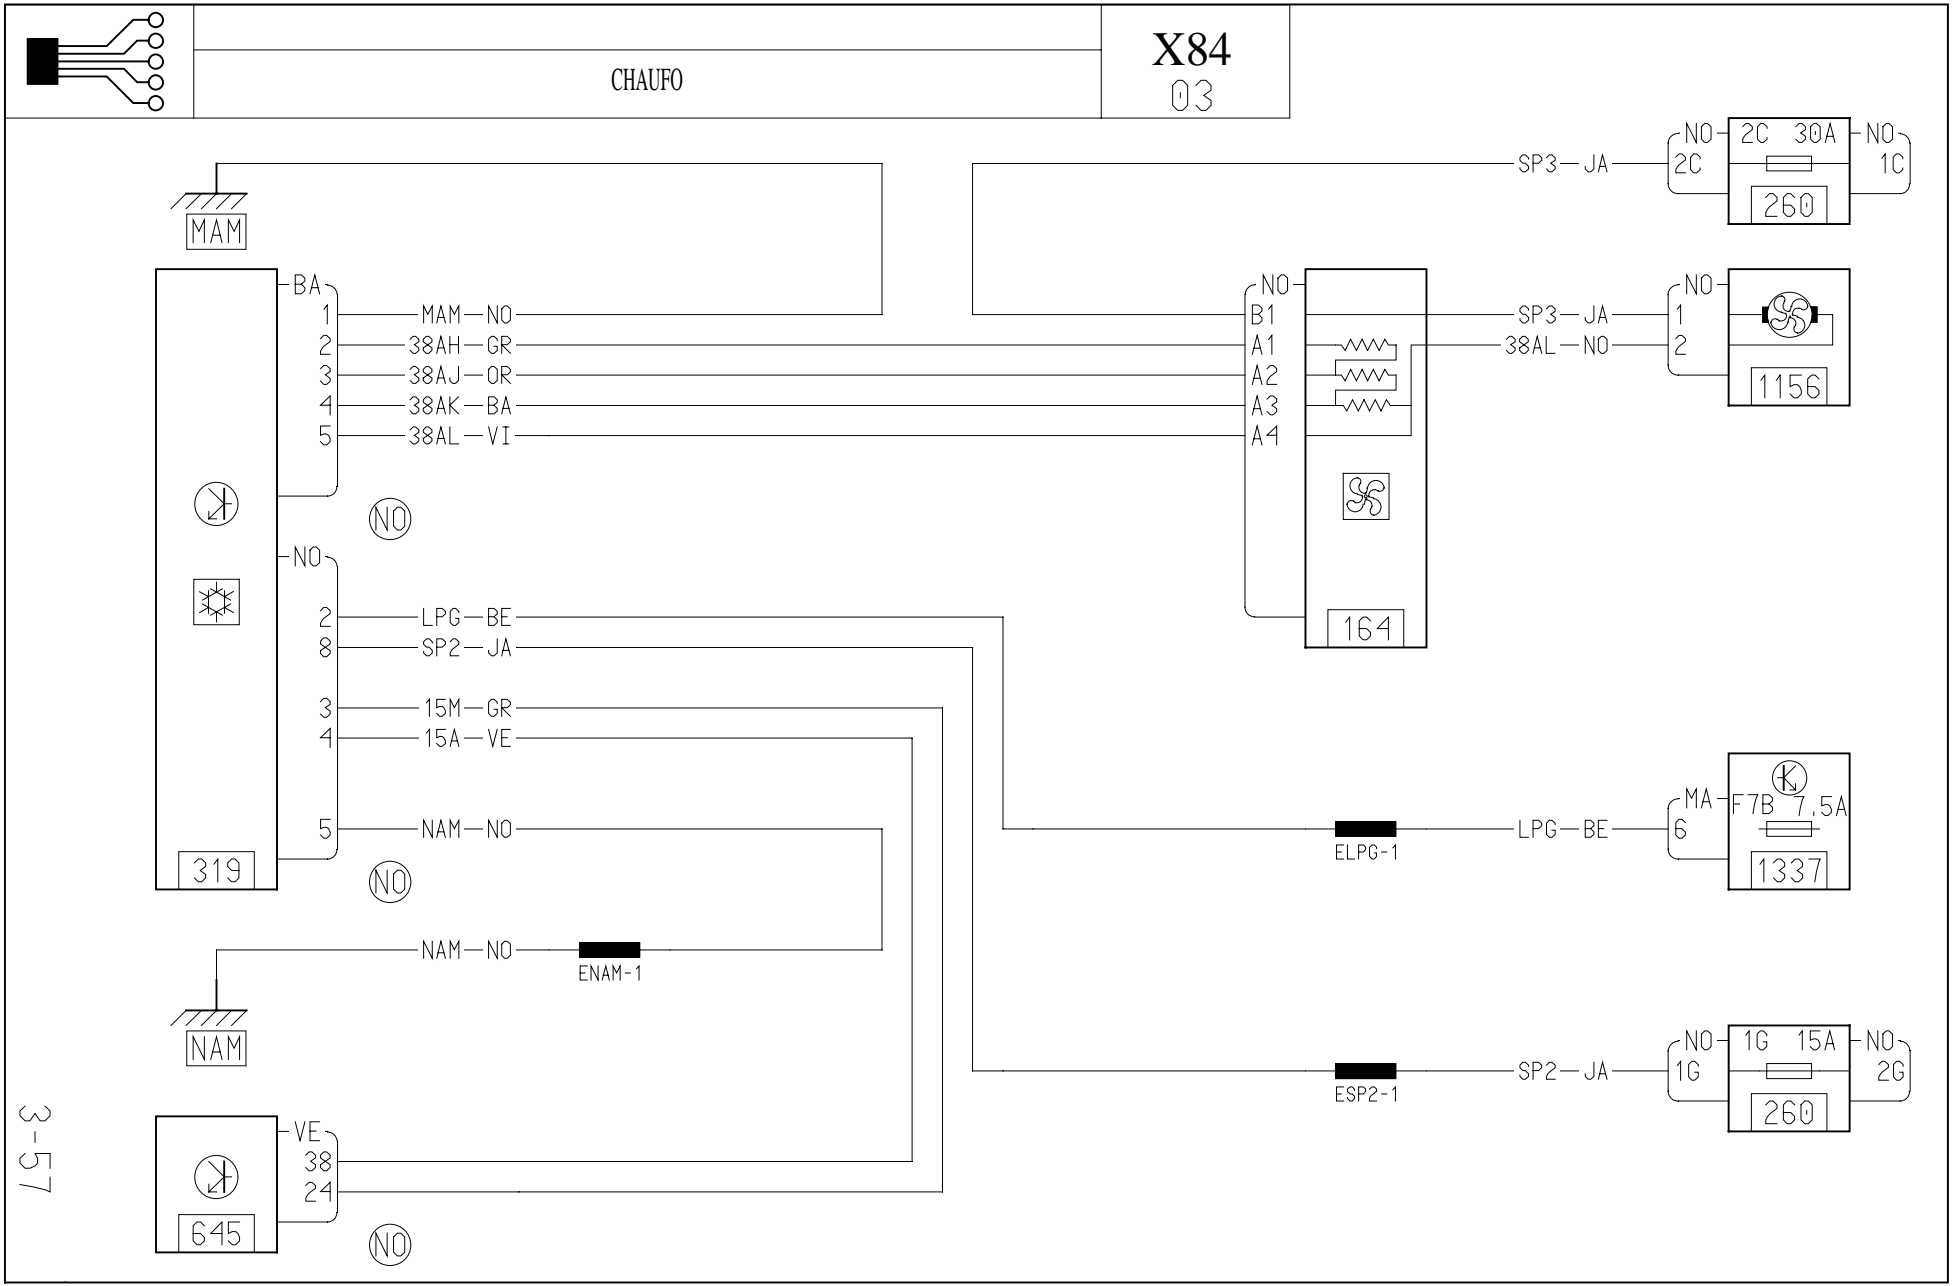 CHAUFO
X84
03
NO 2C 30A NO
SP3 JA 2C 1C
260
MAM
BA NO NO
1 MAM NO B1 SP3 JA 1
2 38AH GR A1 38AL NO 2
3 38AJ OR A2
1156
4 38AK BA A3
5 38AL VI A4
NO
NO
2 LPG BE
164
8 SP2 JA
3 15M GR
4 15A VE
MA F7B 7.5A
5 NAM NO LPG BE 6
ELPG-1
319
1337
NO
NAM NO
ENAM-1
NAM
NO 1G 15A NO
SP2 JA 1G 2G
ESP2-1
260
VE
38
24
645
NO
3-57